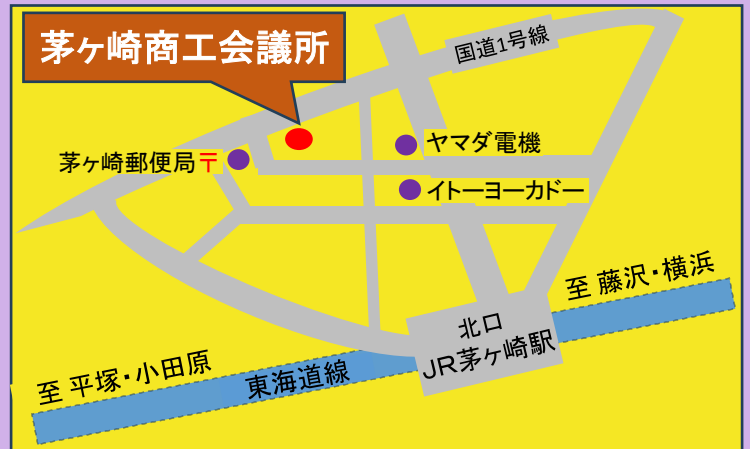 茅ヶ崎商工会議所
国道1号線
ヤマダ電機
茅ヶ崎郵便局〒
イトーヨーカドー
至 藤沢・横浜
北口
JR茅ヶ崎駅
至 平塚・小田原
東海道線